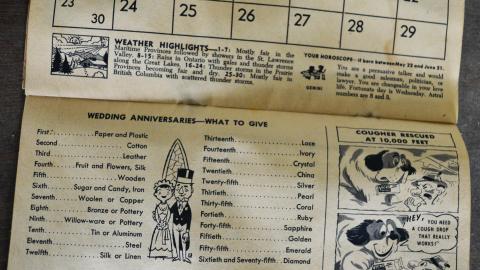 23 30
24
25
26
27
28
29
WEATHER HIGHLIGHTS—1-7: Mostly fair in
Maritime Provinces followed by showers in the St. Lawrence
Valley. 8-15: Rains in Ontario with gales and thunder storms
along the Great Lakes. 16-24: Thunder storms in the Prairie
Provinces becoming fair and dry. 25-30: Mostly fair in
British Columbia with scattered thunder storms.
YOUR HOROSCOPE - if born between May 22 and June 21.
You are a persuasive talker and would
make a good salesman, politician, or
lawyer. You are changeable in your love
life. Fortunate day is Wednesday. Astral
numbers are 8 and 5.
GEMINI
WEDDING ANNIVERSARIES—WHAT TO GIVE
First Paper and Plastic
Second Cotton
Third Leather
Fourth Fruit and Flowers, Silk
Fifth Wooden
Sixth Sugar and Candy, Iron
Seventh Woolen or Copper
Eighth Bronze or Pottery
Ninth Willow-ware or Pottery
Tenth Tin or Aluminum
Eleventh Steel
Twelfth Silk or Linen
Thirteenth Lace
Fourteenth Ivory
Fifteenth Crystal
Twentieth China
Twenty-fifth Silver
Thirtieth Pearl
Thirty-fifth Coral
Fortieth Ruby
Forty-fifth Sapphire
Fiftieth Golden
Fifty-fifth Emerald
Sixtieth and Seventy-fifth Diamond
COUGHER RESCUED
AT 10,000 FEET
HEY, YOU NEED
A COUGH DROP
THAT REALLY
WORKS!